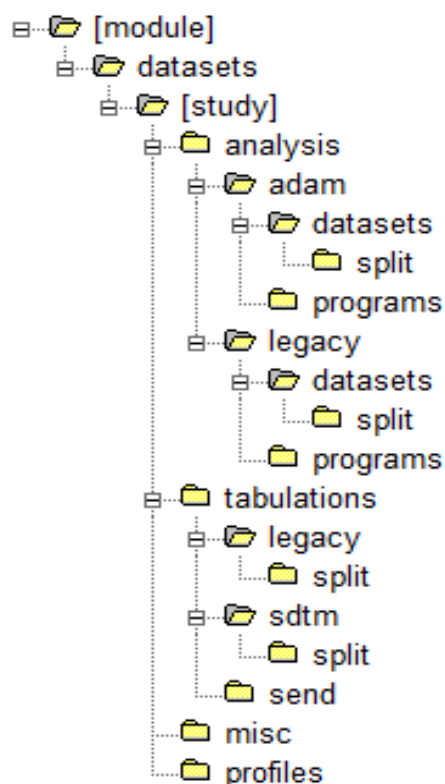 [module]
datasets
[study]
analysis
adam
datasets
split
programs
legacy
datasets
split
programs
tabulations
legacy
split
sdtm
split
send
misc
profiles